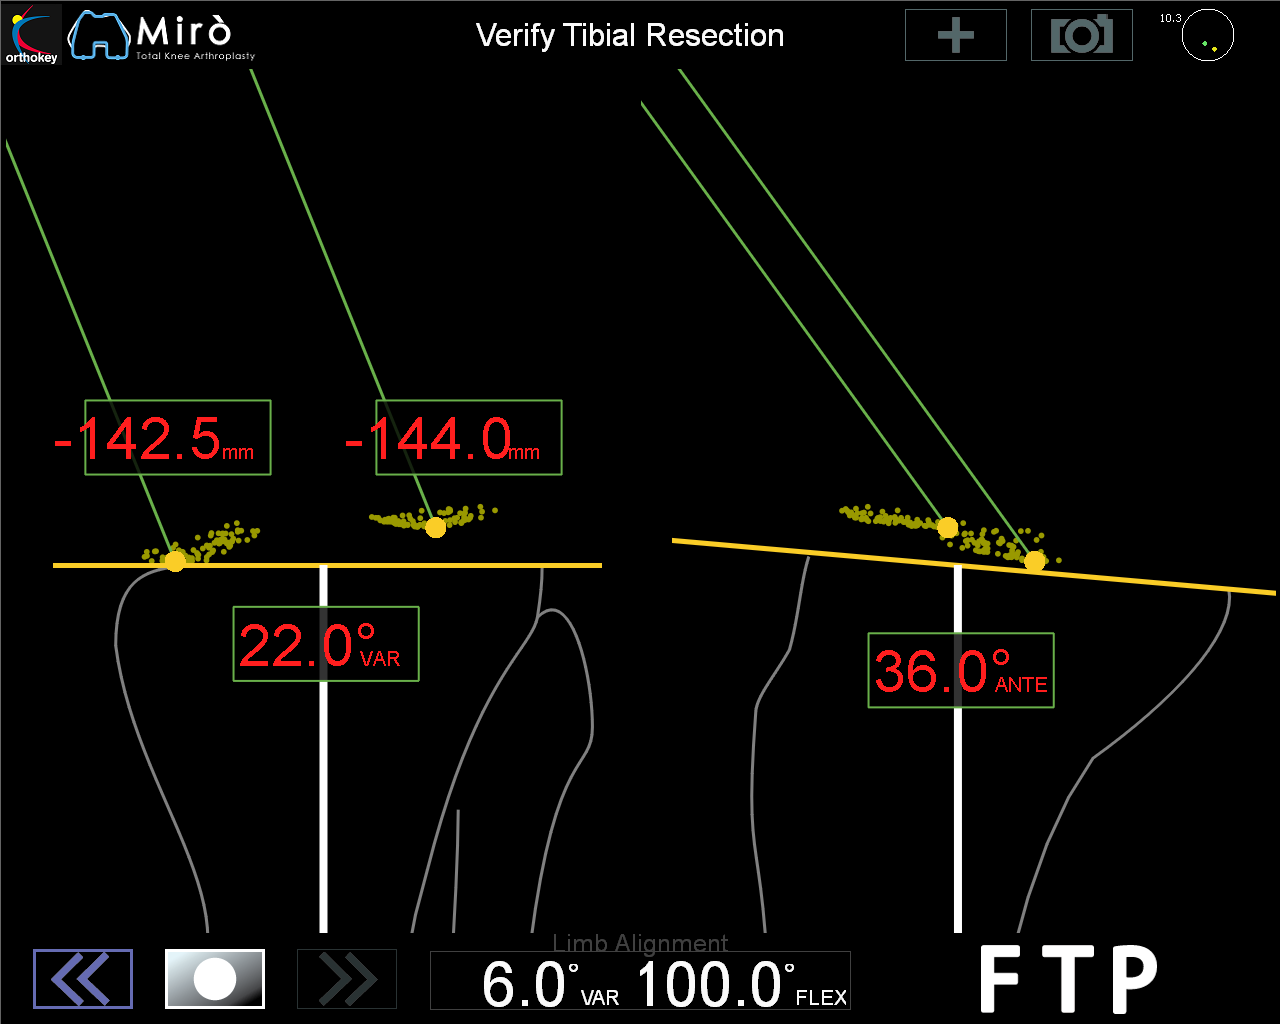 orthokey
Mirò
Total Knee Arthroplasty
Verify Tibial Resection
10.3
-142.5mm
-144.0mm
22.0° VAR
36.0° ANTE
Limb Alignment
6.0° VAR 100.0° FLEX
F T P